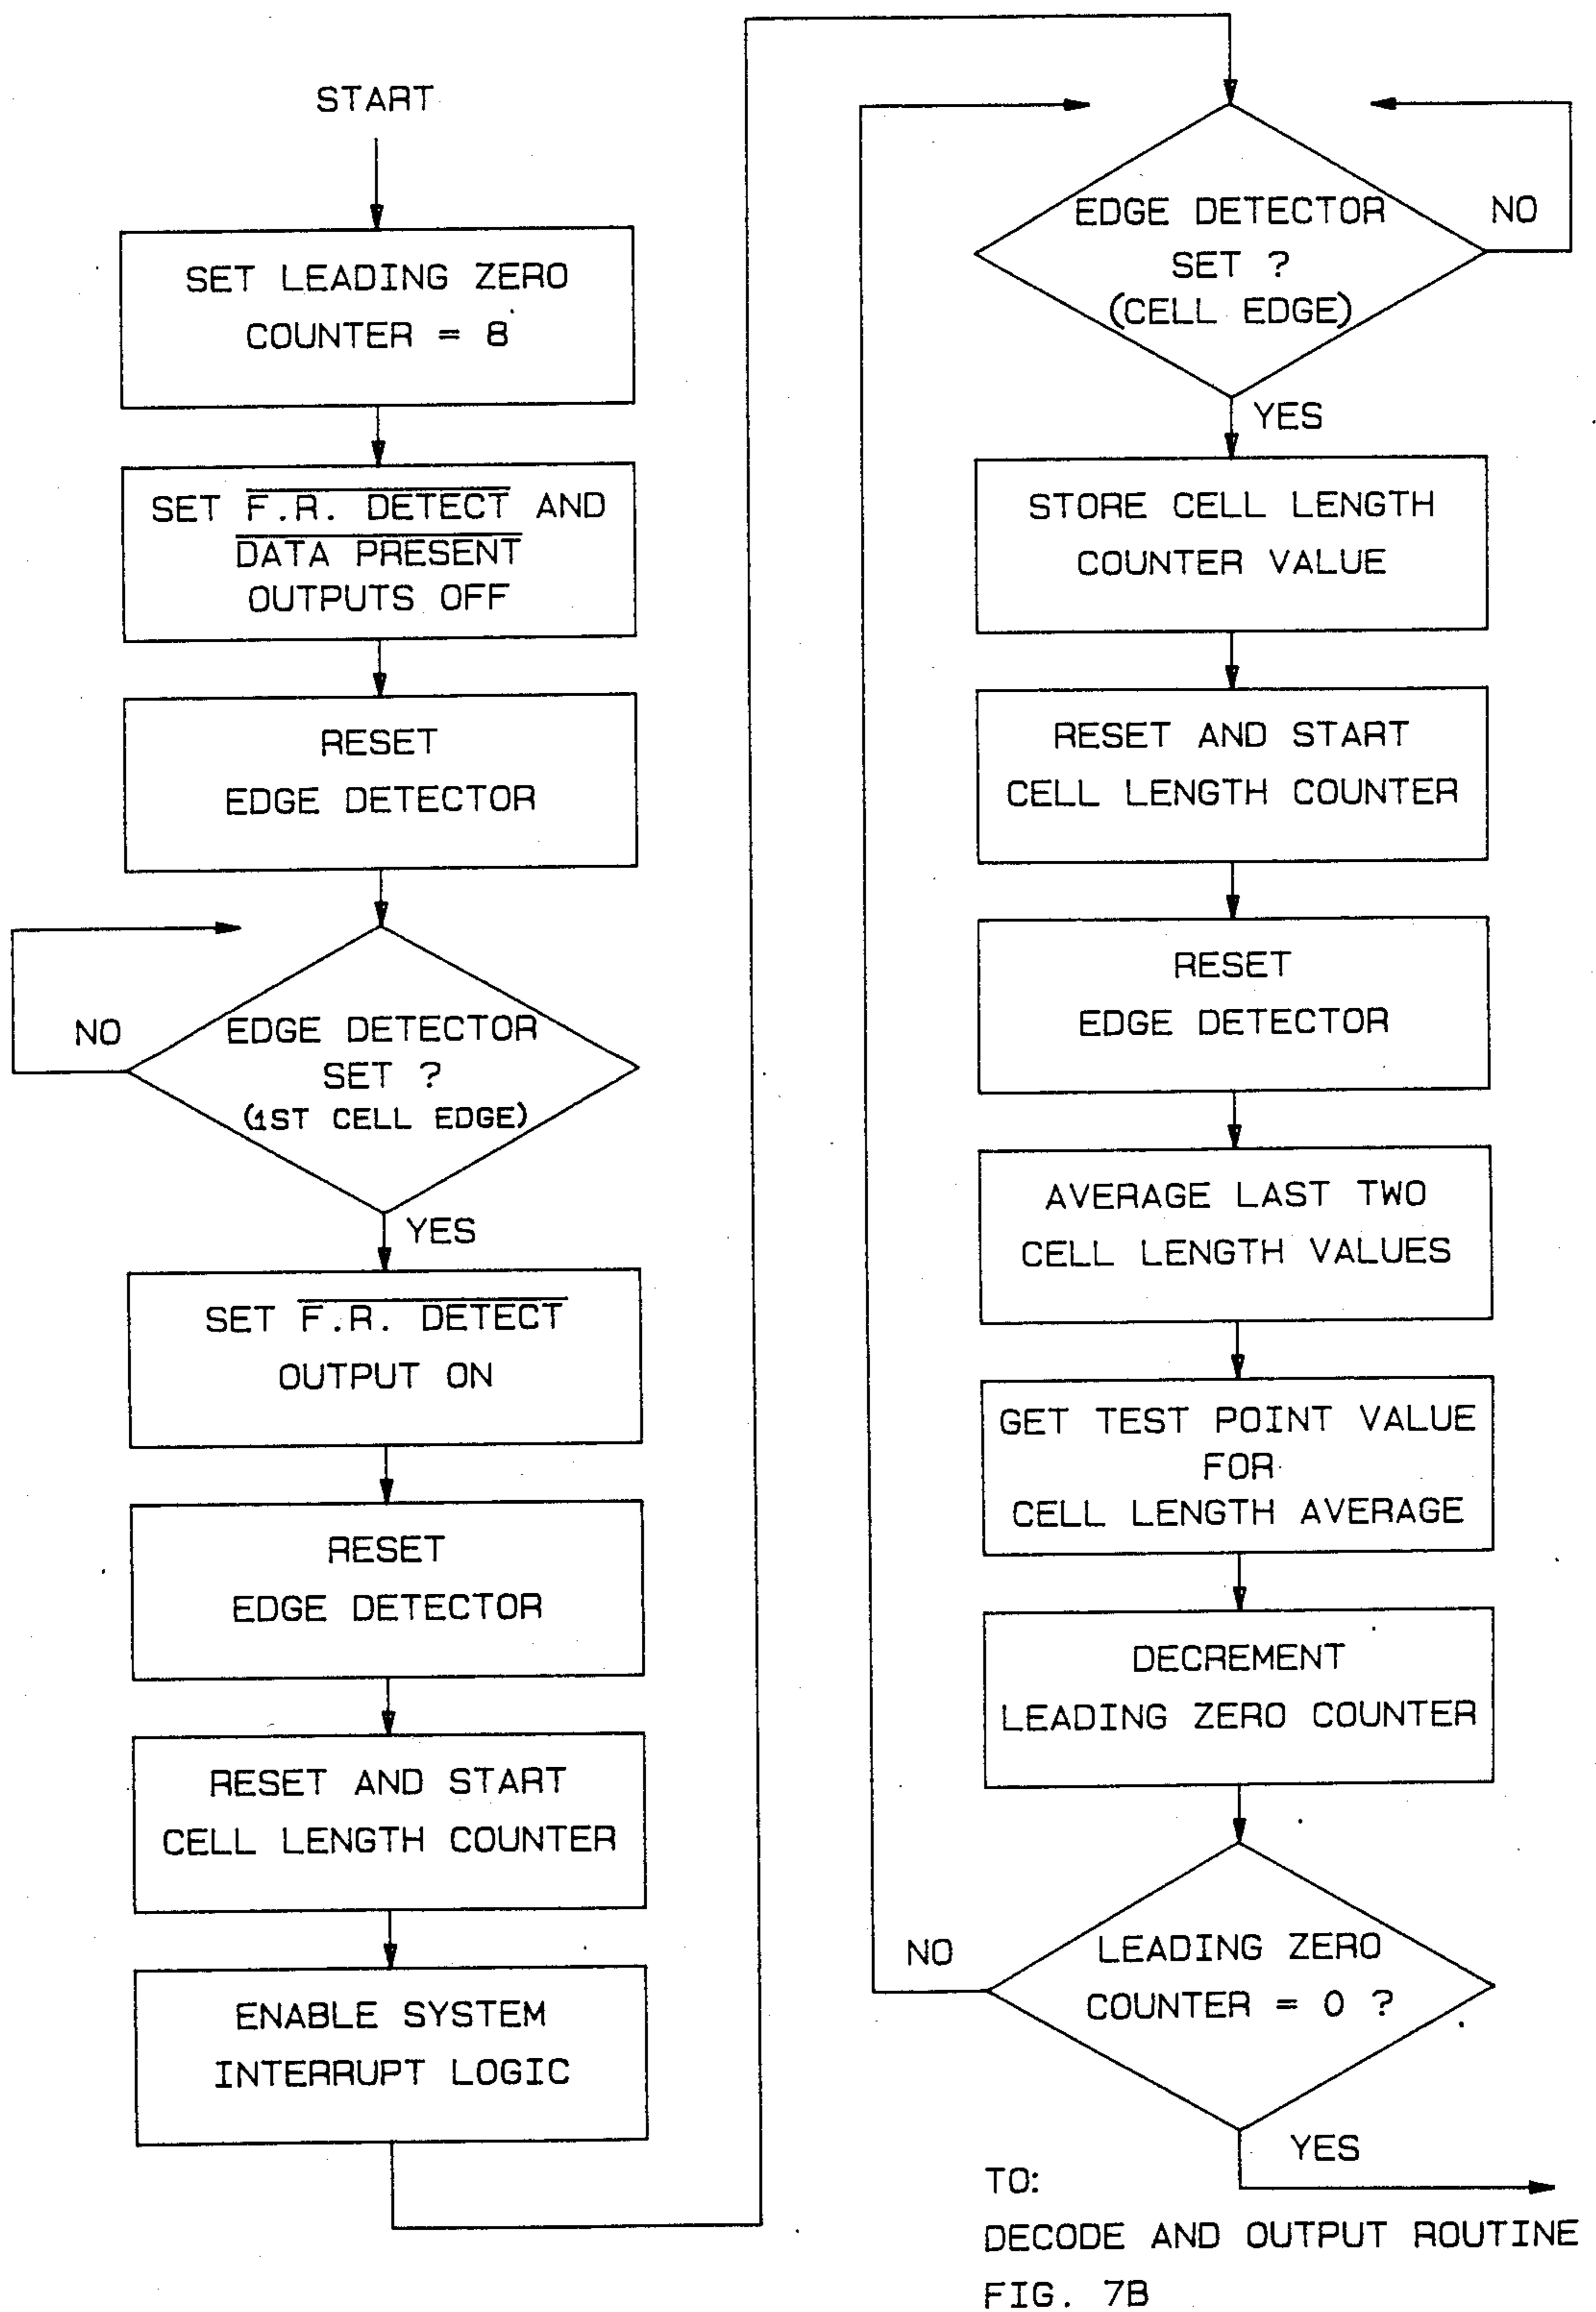 START
SET LEADING ZERO
COUNTER = 8
SET F.R. DETECT AND
DATA PRESENT
OUTPUTS OFF
RESET
EDGE DETECTOR
NO
EDGE DETECTOR
SET ?
(1ST CELL EDGE)
YES
SET F.R. DETECT
OUTPUT ON
RESET
EDGE DETECTOR
RESET AND START
CELL LENGTH COUNTER
ENABLE SYSTEM
INTERRUPT LOGIC
EDGE DETECTOR
SET ?
(CELL EDGE)
NO
YES
STORE CELL LENGTH
COUNTER VALUE
RESET AND START
CELL LENGTH COUNTER
RESET
EDGE DETECTOR
AVERAGE LAST TWO
CELL LENGTH VALUES
GET TEST POINT VALUE
FOR
CELL LENGTH AVERAGE
DECREMENT
LEADING ZERO COUNTER
NO
LEADING ZERO
COUNTER = 0 ?
YES
TO:
DECODE AND OUTPUT ROUTINE
FIG. 7B